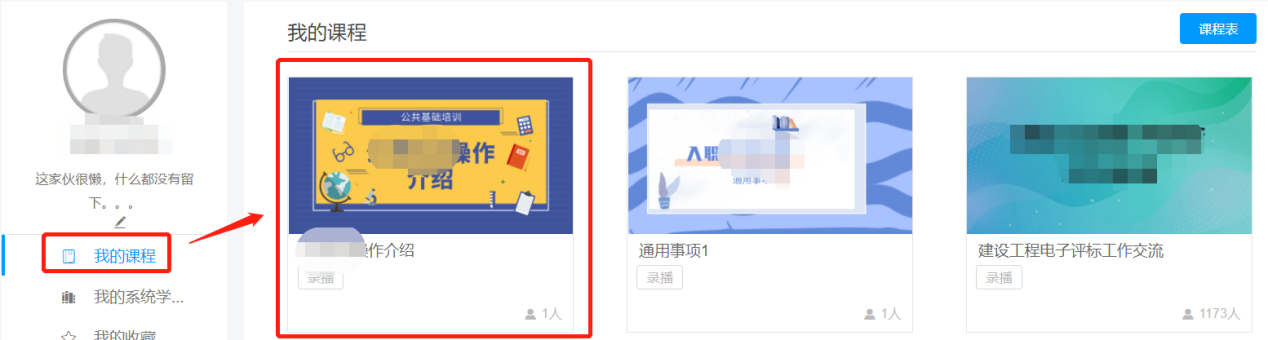 我的课程
课程表
这家伙很懒，什么都没有留
下。。。
我的课程
我的系统学...
我的收藏
公共基础培训
操作
介绍
操作介绍
录播
1人
入职
通用事项
通用事项1
录播
1人
建设工程电子评标工作交流
录播
1173人